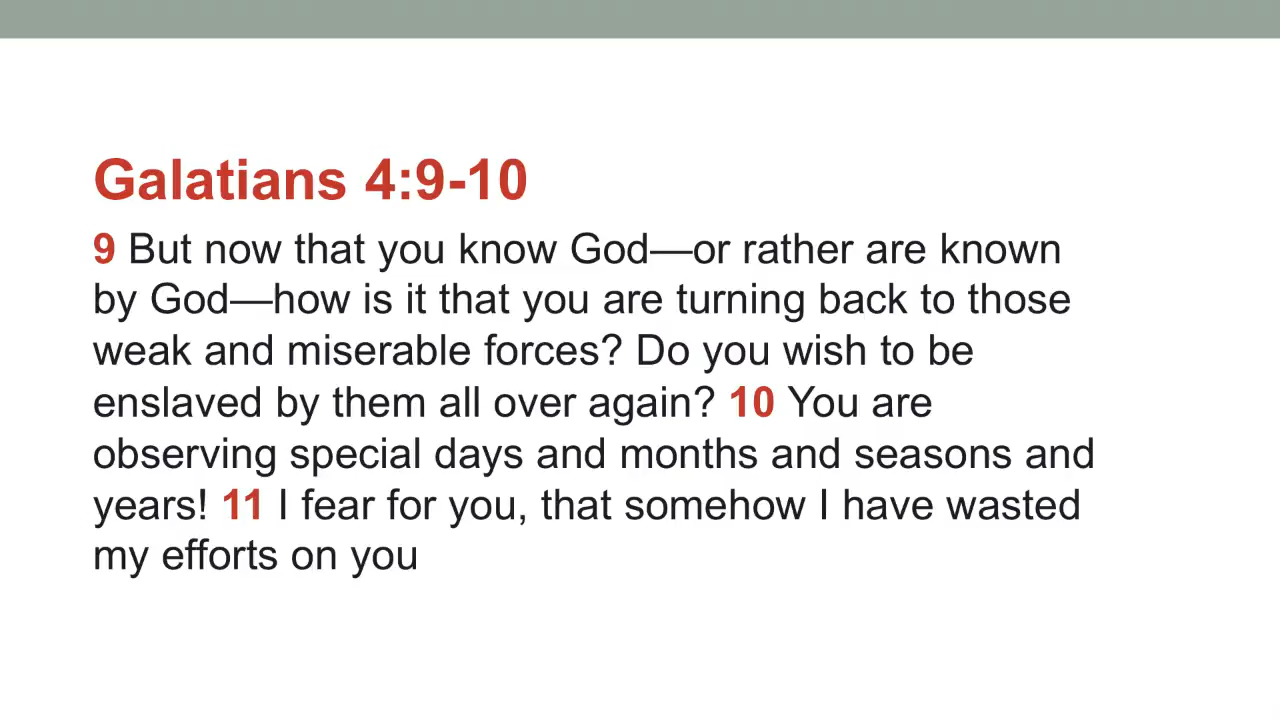 Galatians 4:9-10
9 But now that you know God—or rather are known
by God—how is it that you are turning back to those
weak and miserable forces? Do you wish to be
enslaved by them all over again? 10 You are
observing special days and months and seasons and
years! 11 I fear for you, that somehow I have wasted
my efforts on you